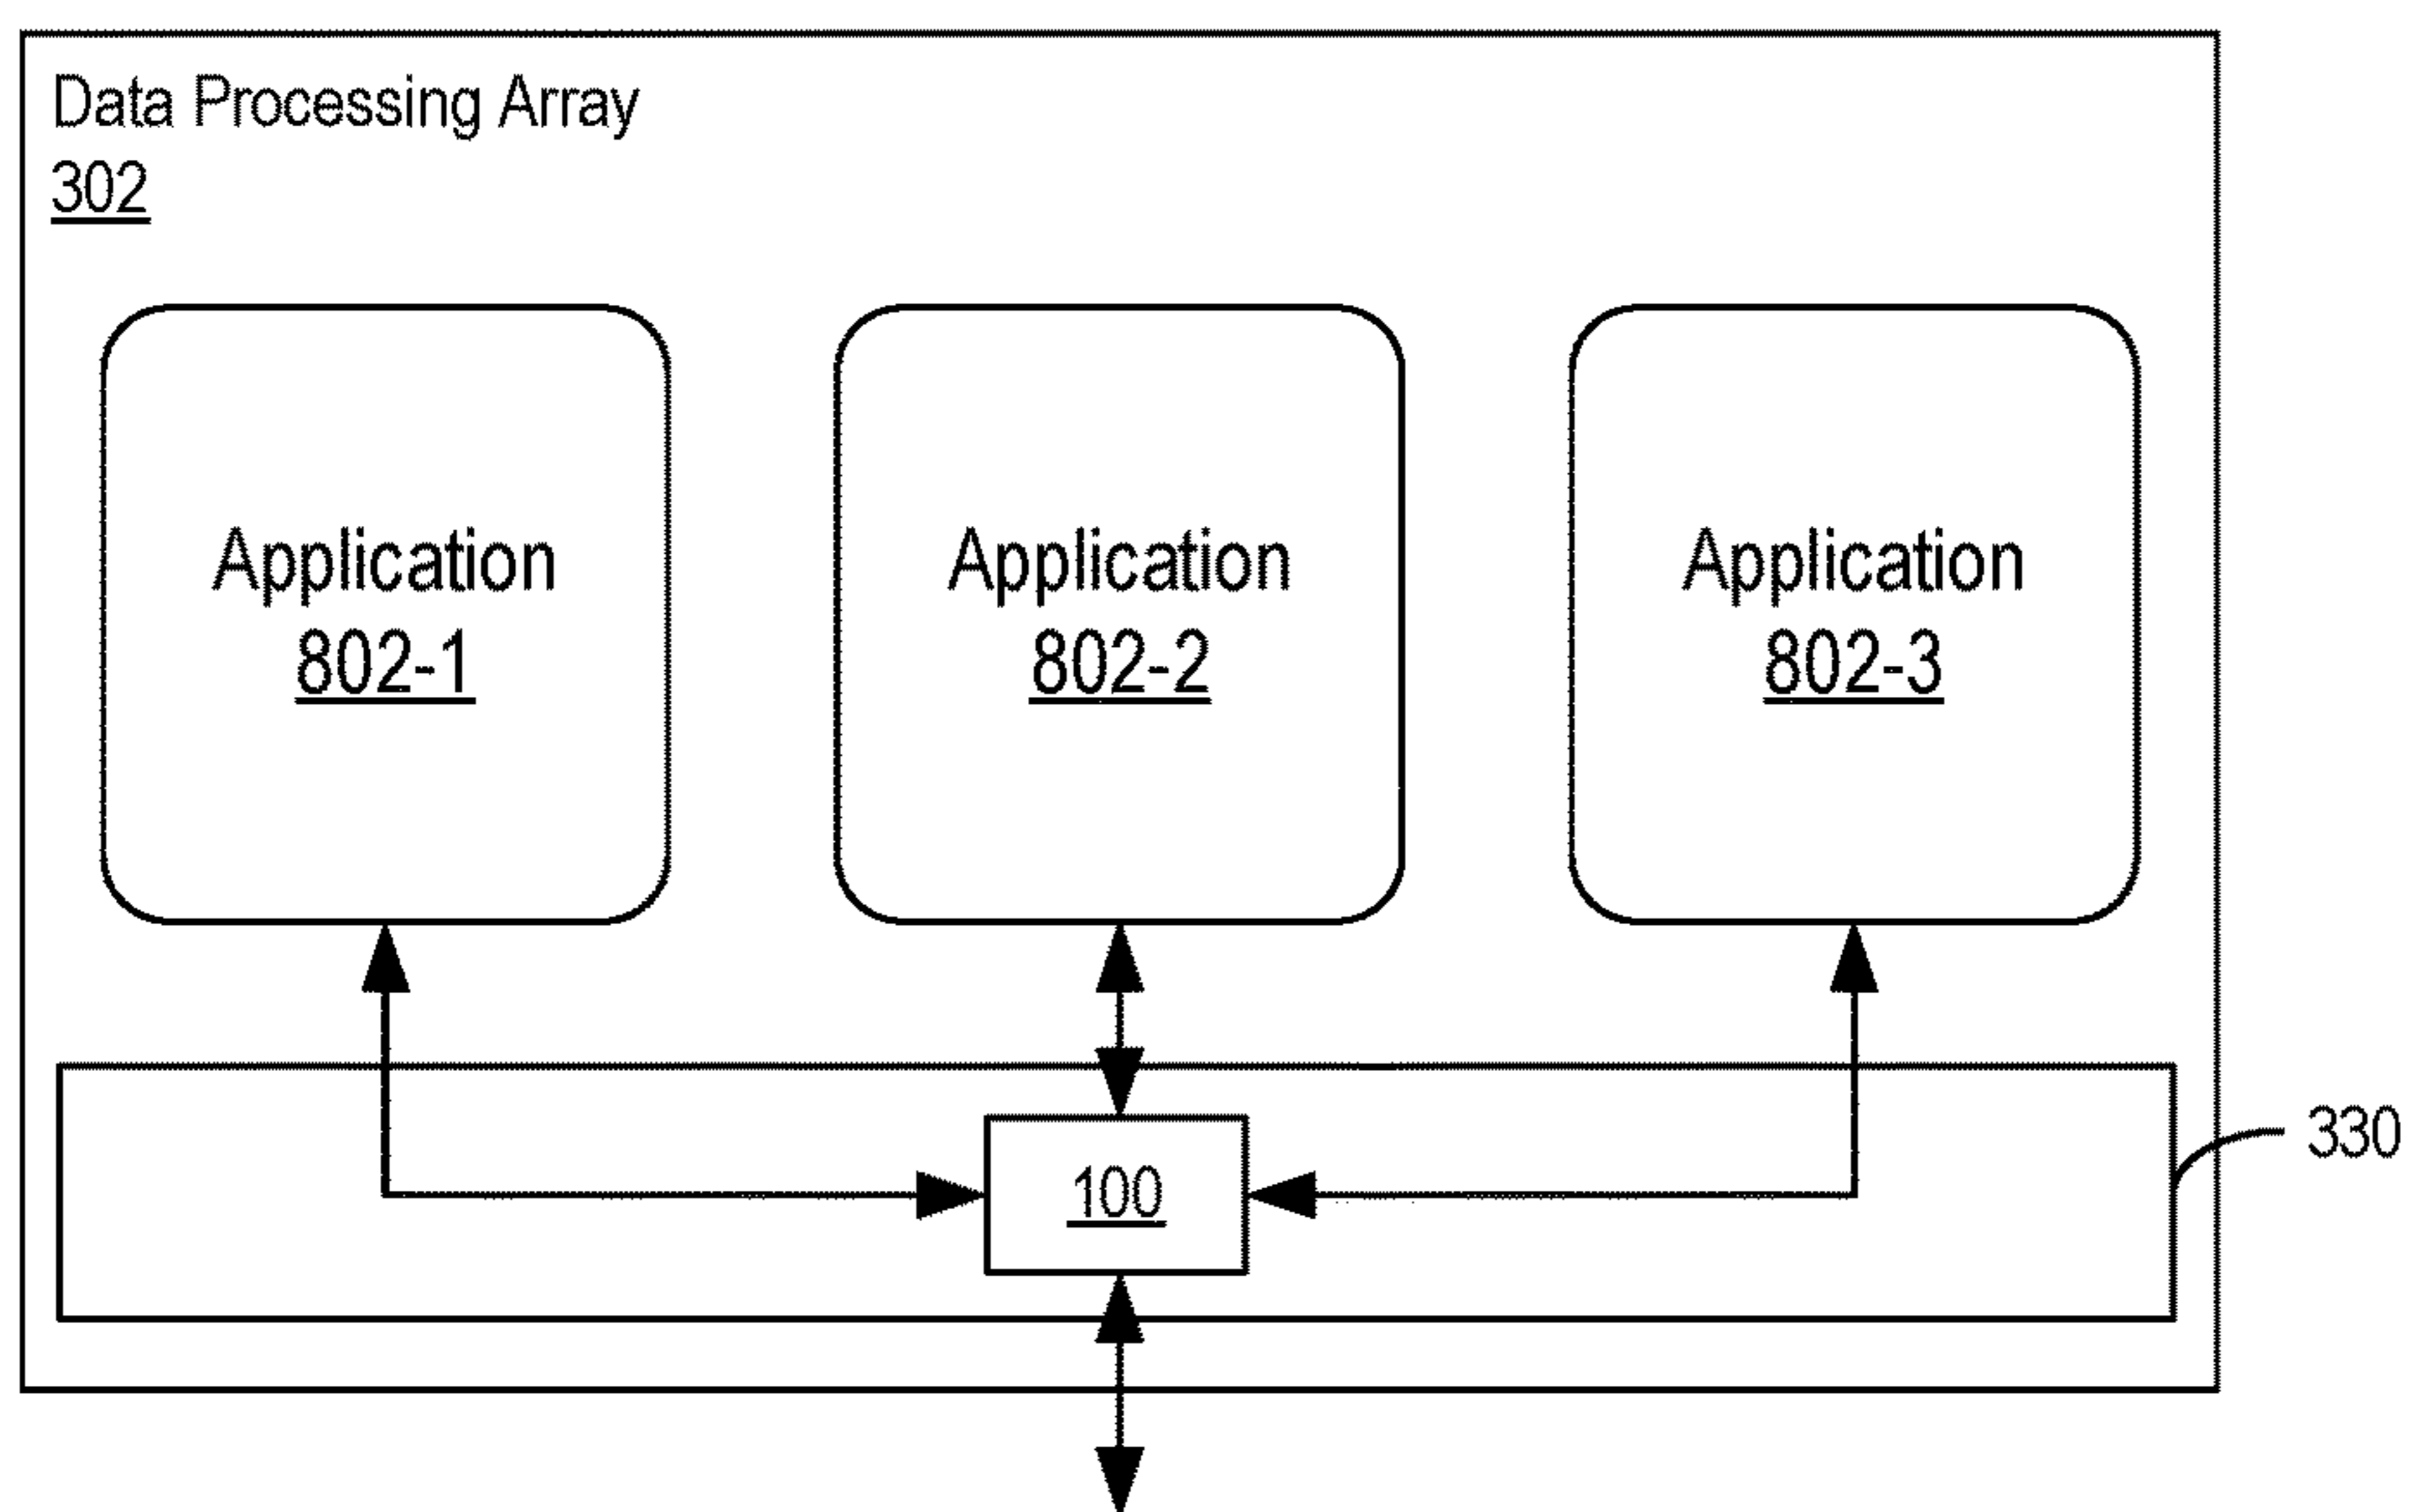 Data Processing Array
302
Application
802-1
Application
802-2
Application
802-3
100
330